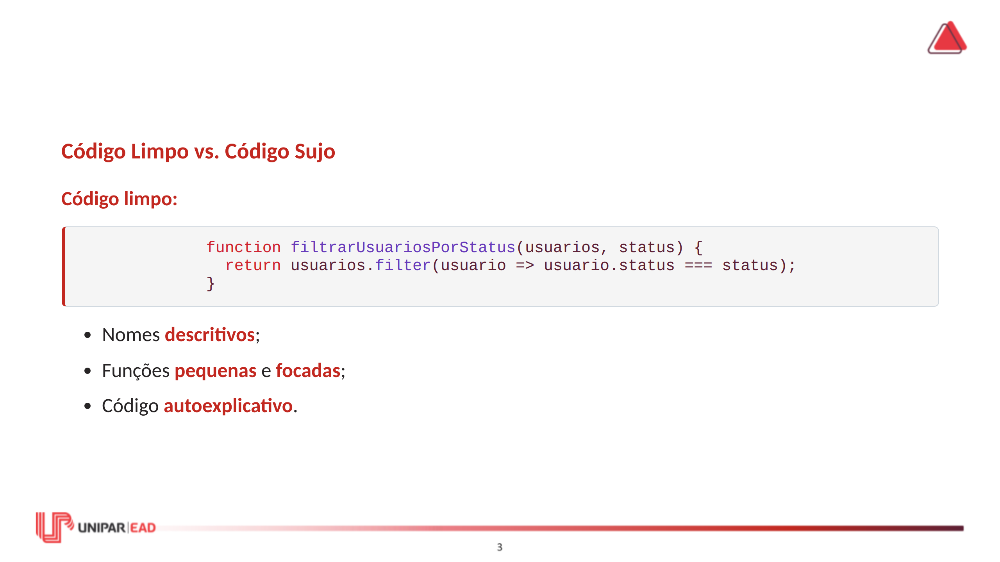 Código Limpo vs. Código Sujo
Código limpo:
function filtrarUsuariosPorStatus(usuarios, status) {
  return usuarios.filter(usuario => usuario.status === status);
}
• Nomes descritivos;
• Funções pequenas e focadas;
• Código autoexplicativo.
UNIPAR|EAD
3